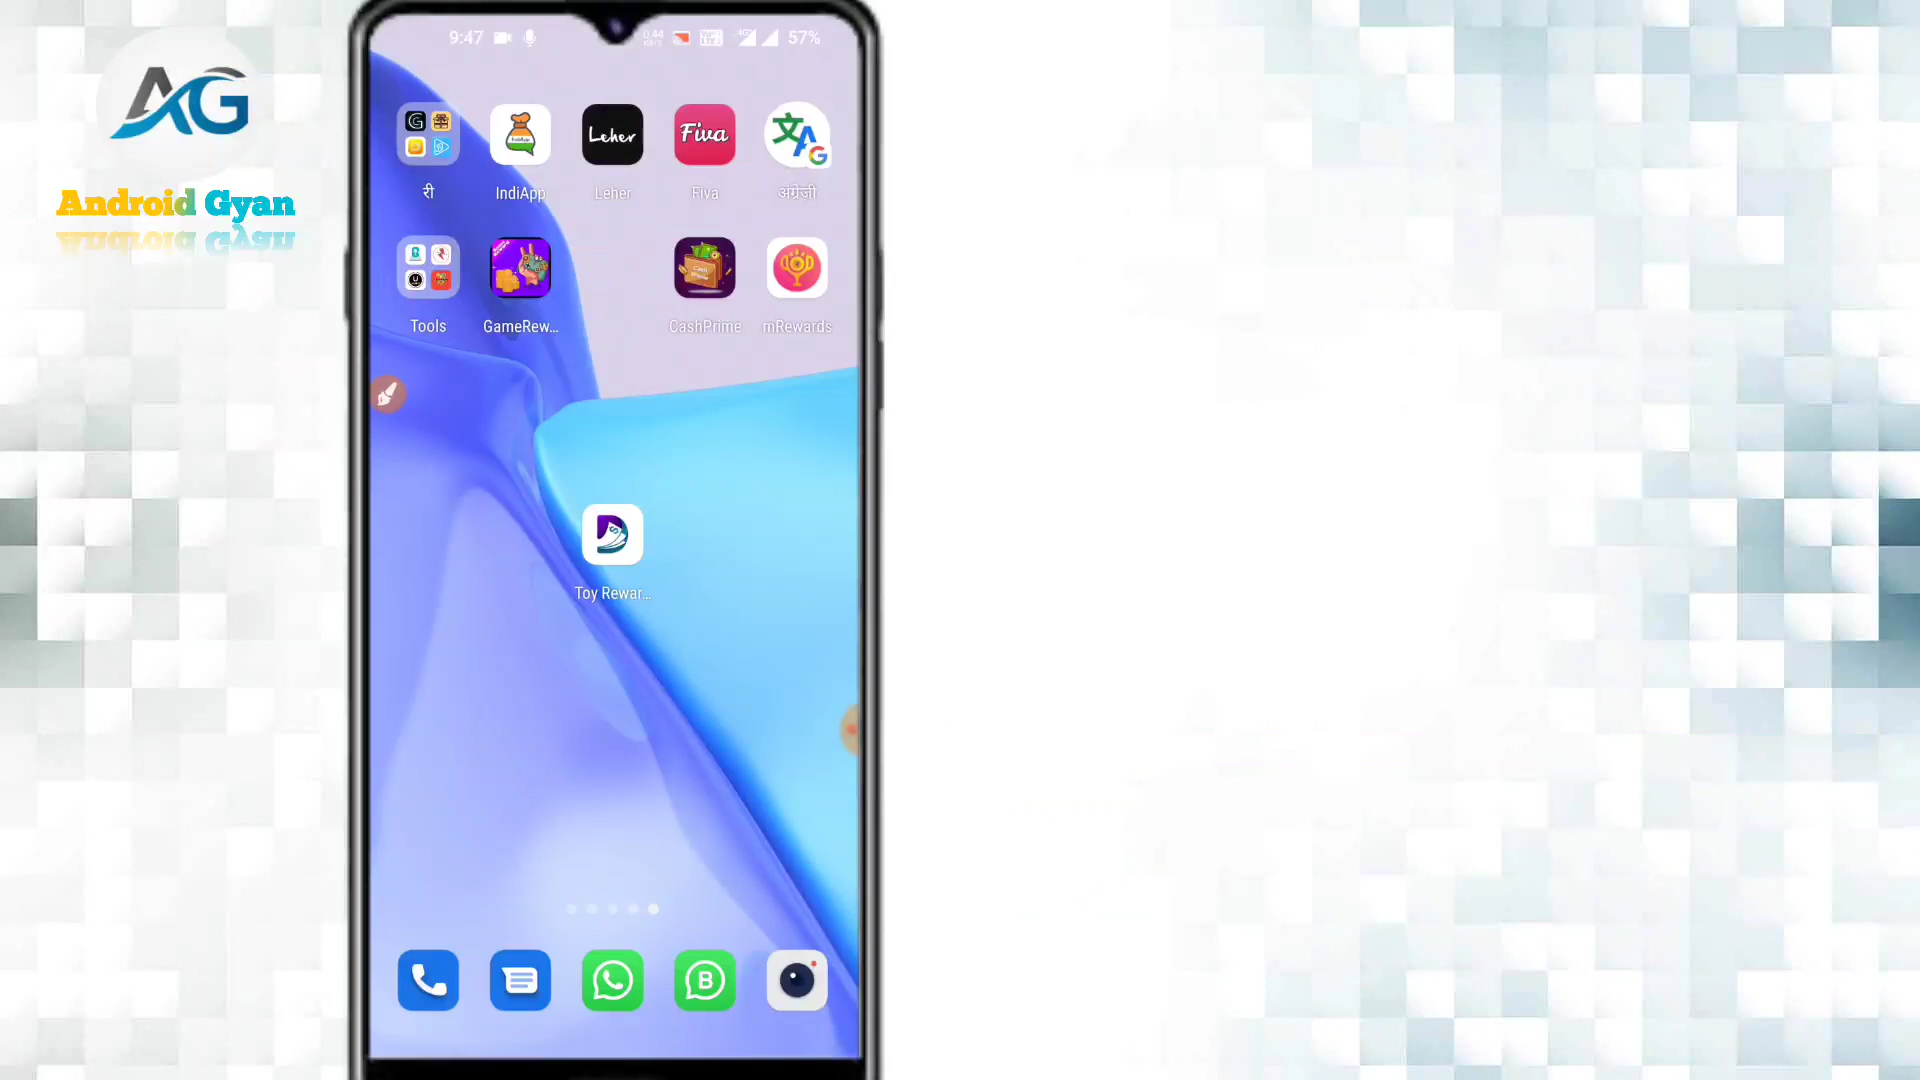 AG
Android Gyan
9:47
57%
Leher
Fiva
री
IndiApp
Leher
Fiva
अंग्रेज़ी
Tools
GameRew...
CashPrime
mRewards
Toy Rewar...